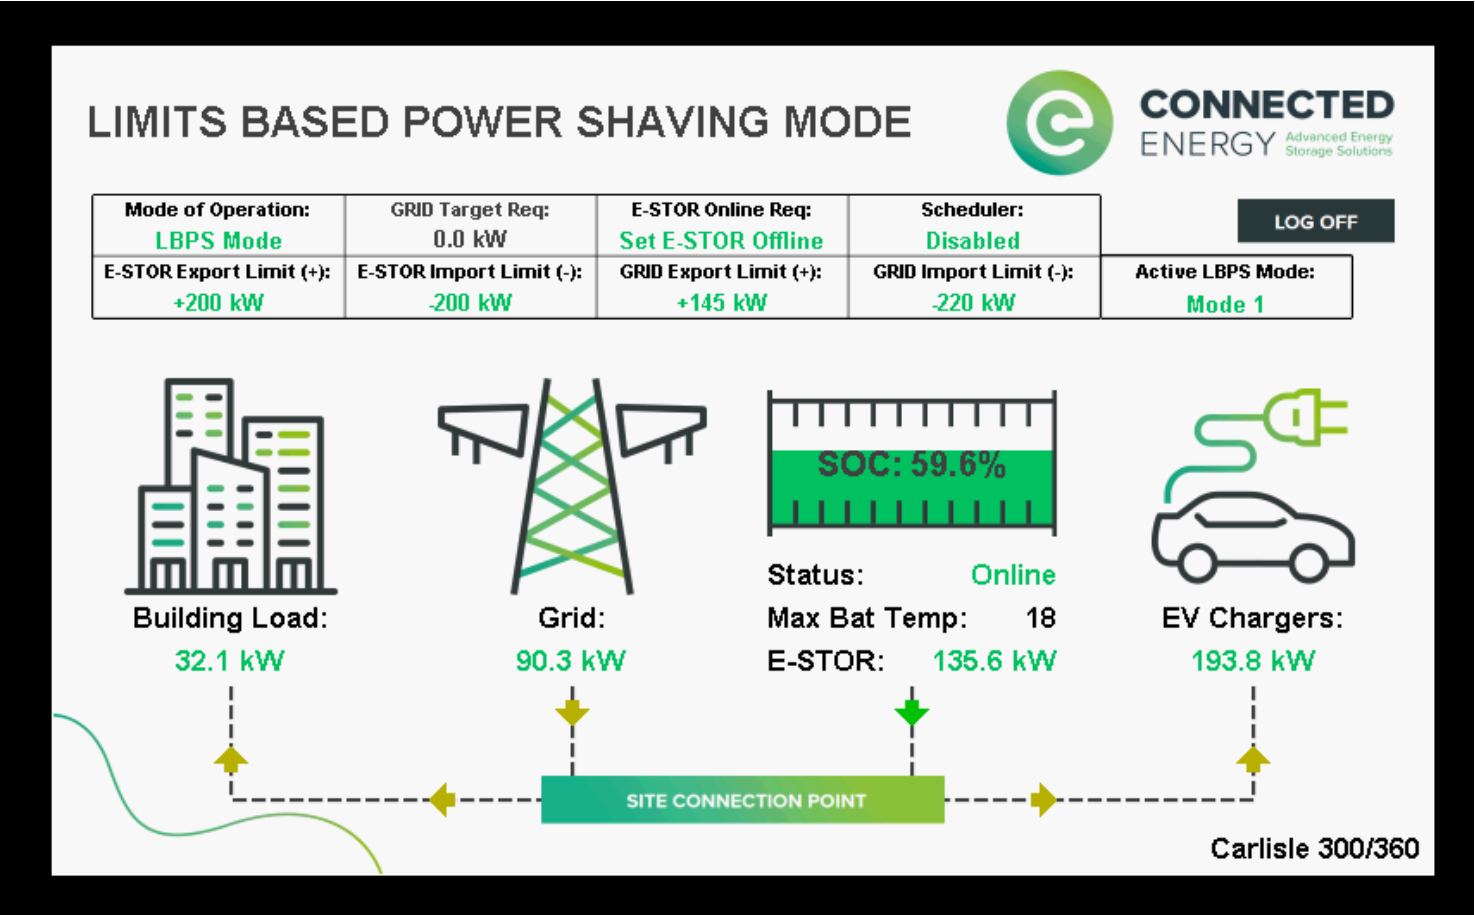 LIMITS BASED POWER SHAVING MODE
CONNECTED
ENERGY Advanced Energy
Storage Solutions
Mode of Operation: GRID Target Req: E-STOR Online Req: Scheduler:
LBPS Mode 0.0 kW Set E-STOR Offline Disabled
LOG OFF
E-STOR Export Limit (+): E-STOR Import Limit (-): GRID Export Limit (+): GRID Import Limit (-): Active LBPS Mode:
+200 kW -200 kW +145 kW -220 kW Mode 1
SOC: 59.6%
Status: Online
Max Bat Temp: 18
E-STOR: 135.6 kW
Building Load: Grid: EV Chargers:
32.1 kW 90.3 kW 193.8 kW
SITE CONNECTION POINT
Carlisle 300/360